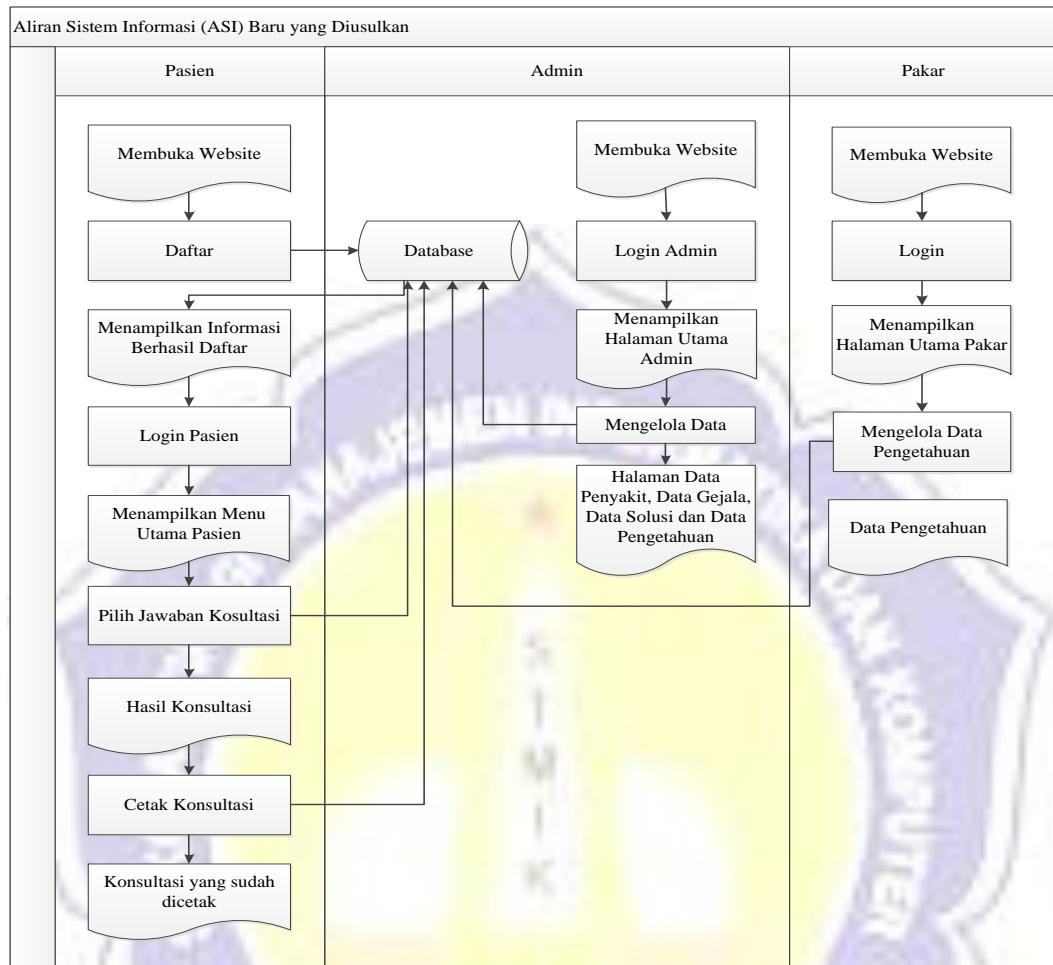 Aliran Sistem Informasi (ASI) Baru yang Diusulkan
Pasien
Admin
Pakar
Membuka Website
Daftar
Menampilkan Informasi
Berhasil Daftar
Login Pasien
Menampilkan Menu
Utama Pasien
Pilih Jawaban Kosultasi
Hasil Konsultasi
Cetak Konsultasi
Konsultasi yang sudah
dicetak
Database
Membuka Website
Login Admin
Menampilkan
Halaman Utama
Admin
Mengelola Data
Halaman Data
Penyakit, Data Gejala,
Data Solusi dan Data
Pengetahuan
Membuka Website
Login
Menampilkan
Halaman Utama Pakar
Mengelola Data
Pengetahuan
Data Pengetahuan
S
I
M
I
K
DAN KOMPUTER